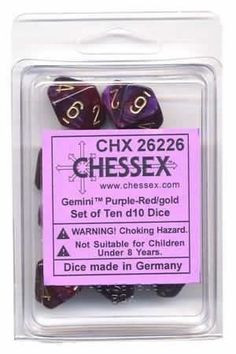 CHX 26226
CHESSEX
www.chessex.com
Gemini™ Purple-Red/gold
Set of Ten d10 Dice
WARNING! Choking Hazard.
Not Suitable for Children
Under 8 Years.
Dice made in Germany